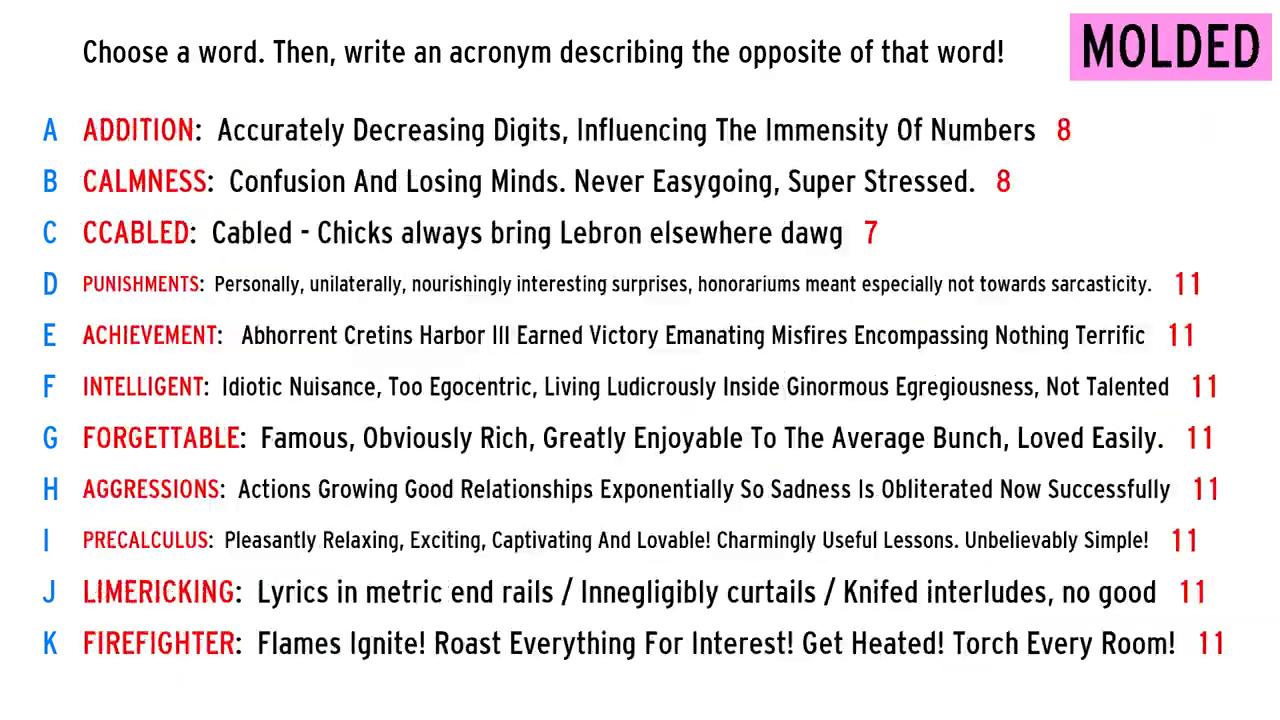 Choose a word. Then, write an acronym describing the opposite of that word!
MOLDED
A ADDITION: Accurately Decreasing Digits, Influencing The Immensity Of Numbers 8
B CALMNESS: Confusion And Losing Minds. Never Easygoing, Super Stressed. 8
C CCABLED: Cabled - Chicks always bring Lebron elsewhere dawg 7
D PUNISHMENTS: Personally, unilaterally, nourishingly interesting surprises, honorariums meant especially not towards sarcasticity. 11
E ACHIEVEMENT: Abhorrent Cretins Harbor Ill Earned Victory Emanating Misfires Encompassing Nothing Terrific 11
F INTELLIGENT: Idiotic Nuisance, Too Egocentric, Living Ludicrously Inside Ginormous Egregiousness, Not Talented 11
G FORGETTABLE: Famous, Obviously Rich, Greatly Enjoyable To The Average Bunch, Loved Easily. 11
H AGGRESSIONS: Actions Growing Good Relationships Exponentially So Sadness Is Obliterated Now Successfully 11
I PRECALCULUS: Pleasantly Relaxing, Exciting, Captivating And Lovable! Charmingly Useful Lessons. Unbelievably Simple! 11
J LIMERICKING: Lyrics in metric end rails / Innegligibly curtails / Knifed interludes, no good 11
K FIREFIGHTER: Flames Ignite! Roast Everything For Interest! Get Heated! Torch Every Room! 11